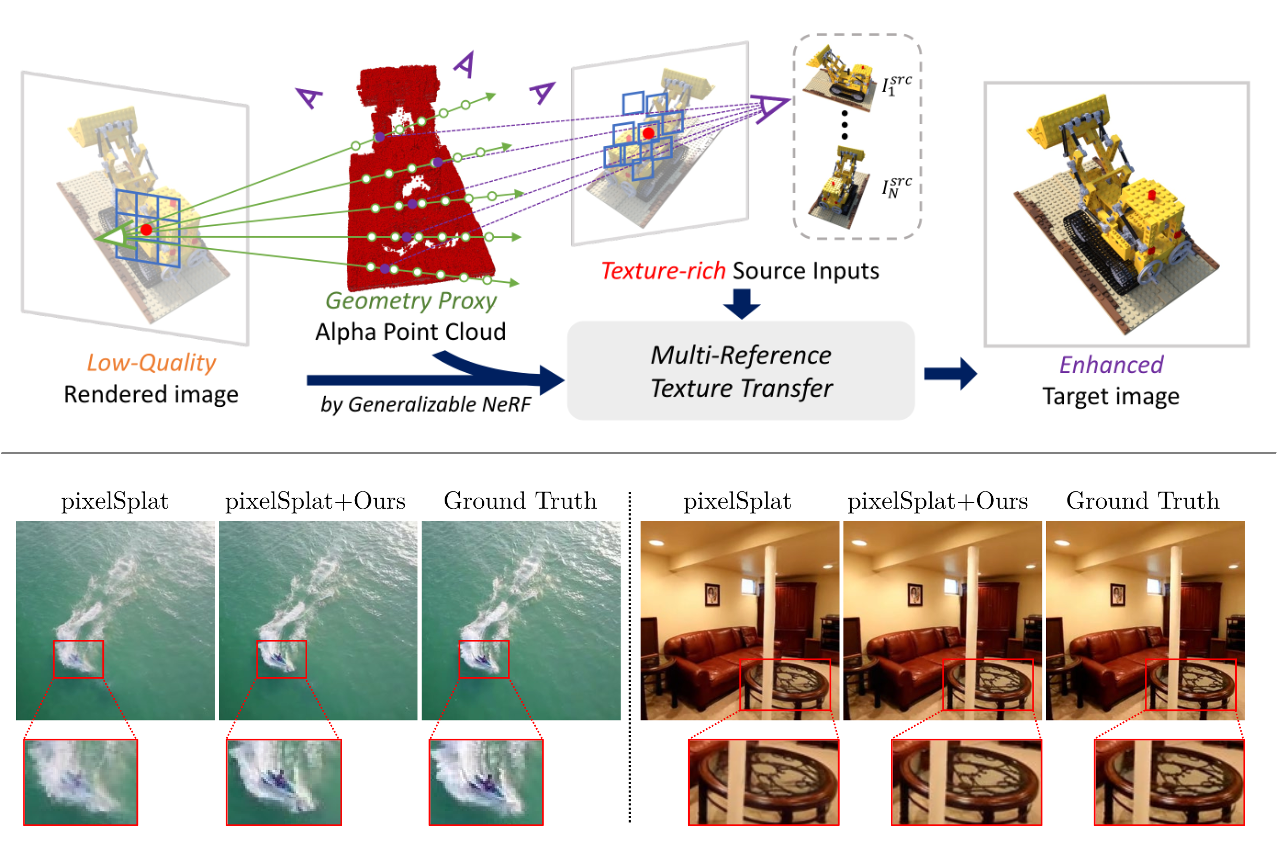 I_1^{src}
I_N^{src}
Texture-rich Source Inputs
Geometry Proxy
Alpha Point Cloud
Low-Quality
Rendered image
by Generalizable NeRF
Multi-Reference
Texture Transfer
Enhanced
Target image
pixelSplat pixelSplat+Ours Ground Truth
pixelSplat pixelSplat+Ours Ground Truth